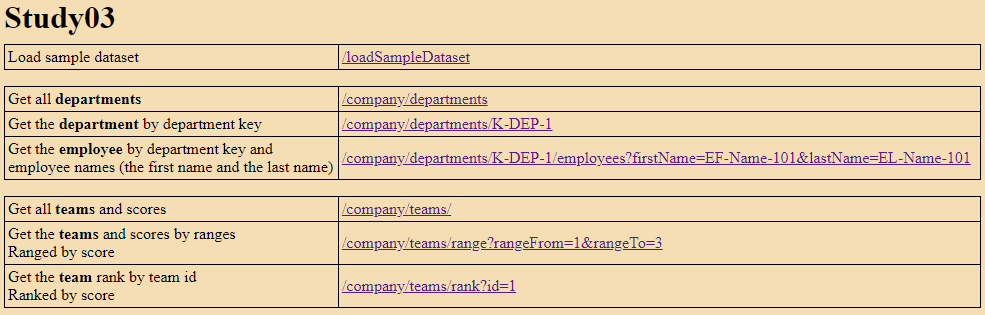 Study03
Load sample dataset /loadSampleDataset
Get all departments /company/departments
Get the department by department key /company/departments/K-DEP-1
Get the employee by department key and
employee names (the first name and the last name) /company/departments/K-DEP-1/employees?firstName=EF-Name-101&lastName=EL-Name-101
Get all teams and scores /company/teams/
Get the teams and scores by ranges
Ranged by score /company/teams/range?rangeFrom=1&rangeTo=3
Get the team rank by team id
Ranked by score /company/teams/rank?id=1